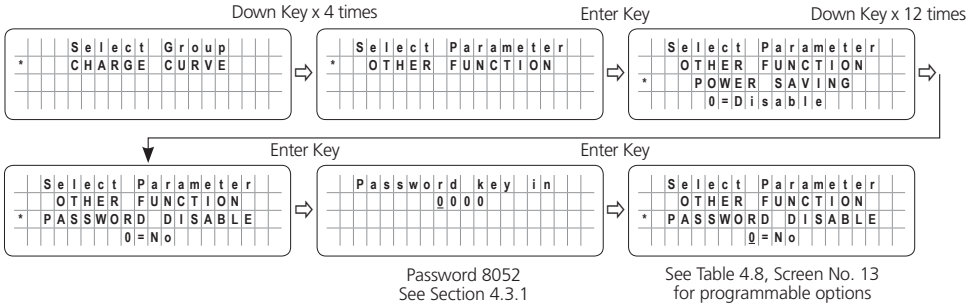 Down Key x 4 times
Enter Key
Down Key x 12 times
Select Group
* CHARGE CURVE
Select Parameter
* OTHER FUNCTION
Select Parameter
OTHER FUNCTION
* POWER SAVING
0=Disable
Enter Key
Enter Key
Select Parameter
OTHER FUNCTION
* PASSWORD DISABLE
0=No
Password key in
0000
Select Parameter
OTHER FUNCTION
* PASSWORD DISABLE
0=No
Password 8052
See Section 4.3.1
See Table 4.8, Screen No. 13
for programmable options